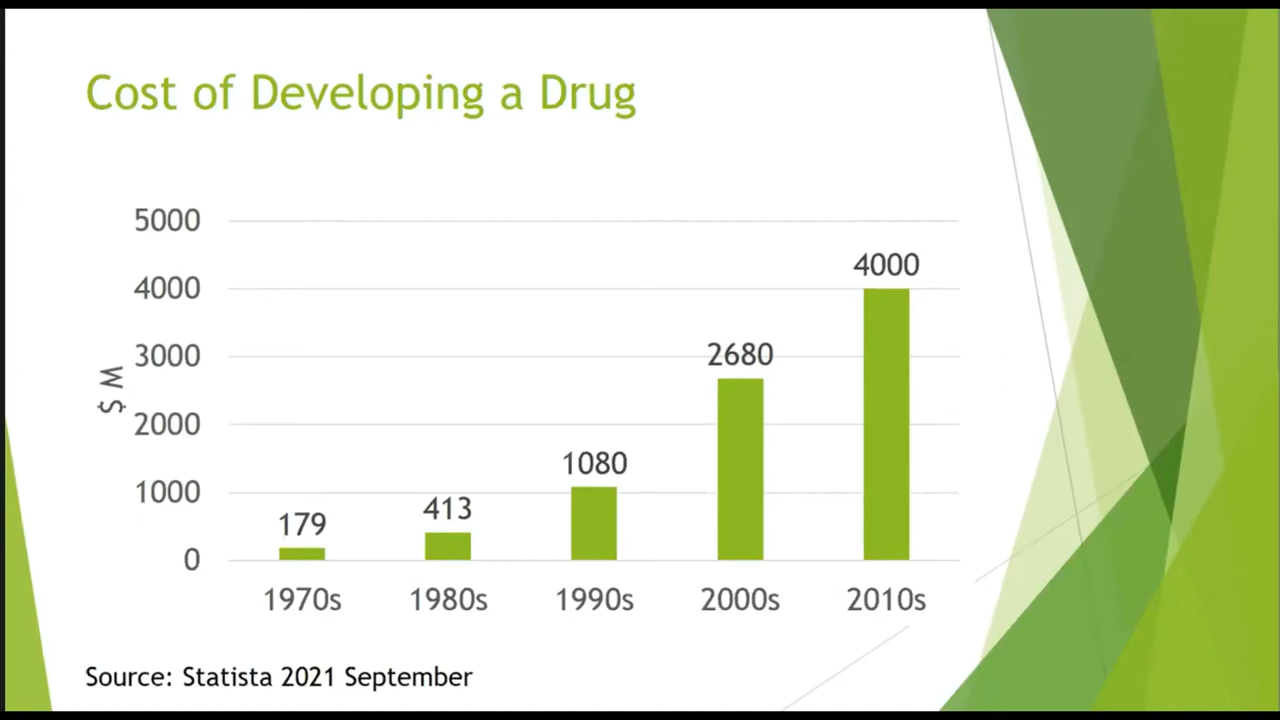 Cost of Developing a Drug
5000
4000
3000
2000
1000
0
$ M
179
413
1080
2680
4000
1970s 1980s 1990s 2000s 2010s
Source: Statista 2021 September